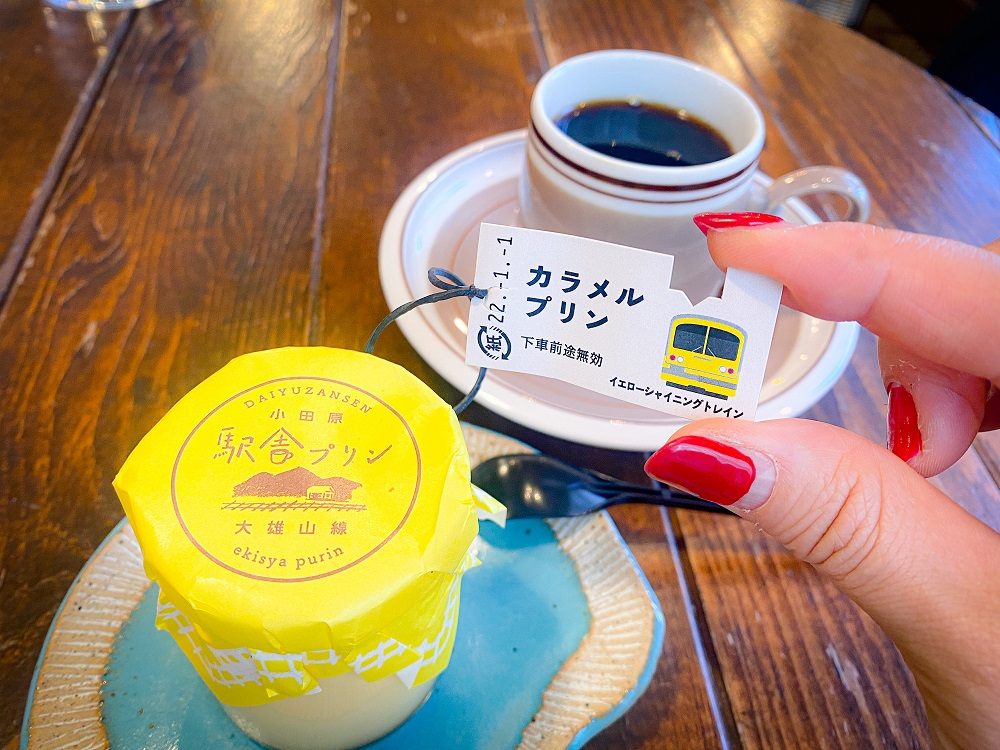 22.-1.-1
カラメル
プリン
紙
下車前途無効
イエローシャイニングトレイン
DAIYUZANSEN
小田原
駅舎プリン
大雄山線
ekisya purin